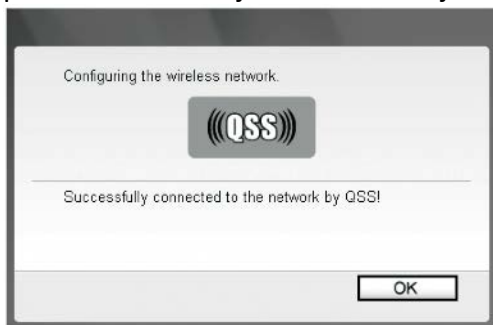 Configuring the wireless network.
(((QSS)))
Successfully connected to the network by QSS!
OK